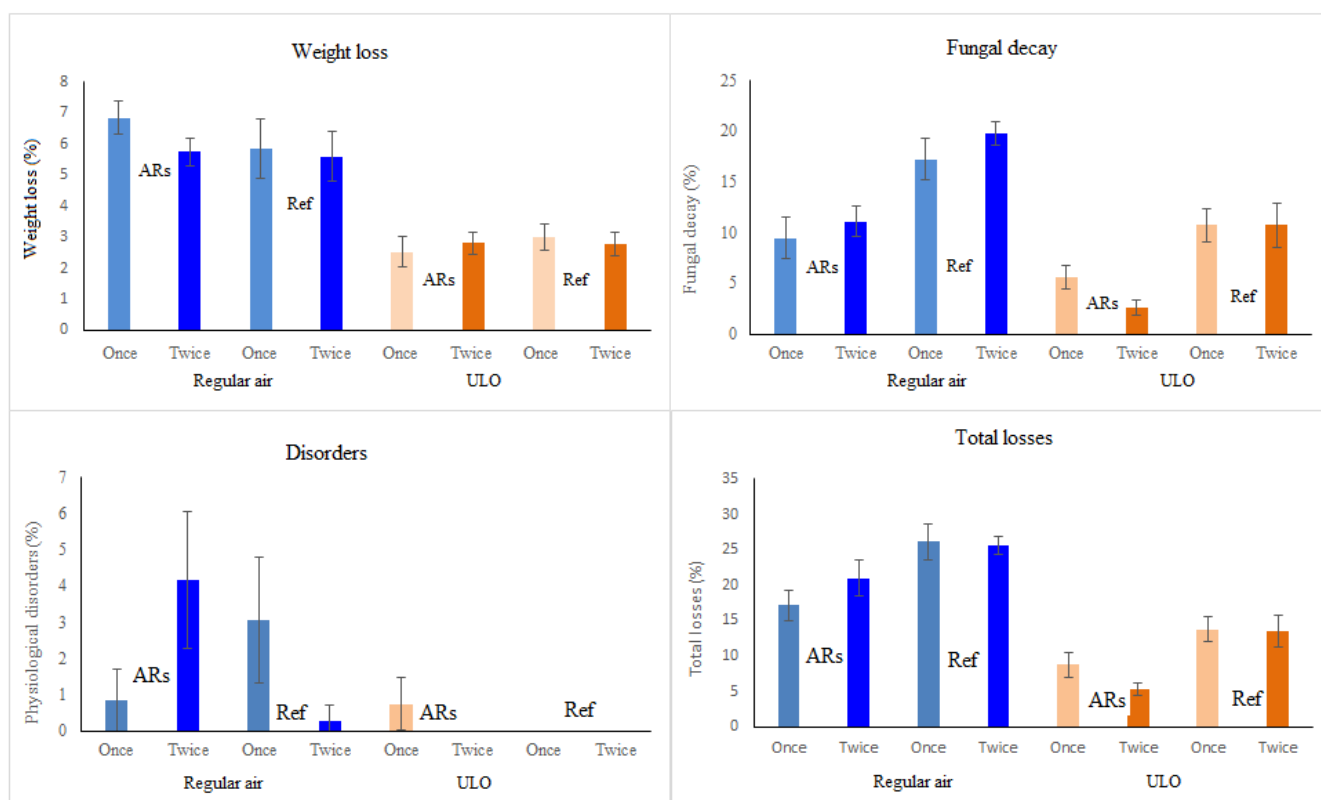 Weight loss
Weight loss (%)
8
7
6
5
4
3
2
1
0
ARs
Ref
ARs
Ref
Once Twice Once Twice Once Twice Once Twice
Regular air ULO
Fungal decay
Fungal decay (%)
25
20
15
10
5
0
ARs
Ref
ARs
Ref
Once Twice Once Twice Once Twice Once Twice
Regular air ULO
Disorders
Physiological disorders (%)
7
6
5
4
3
2
1
0
ARs
Ref
ARs
Ref
Once Twice Once Twice Once Twice Once Twice
Regular air ULO
Total losses
Total losses (%)
35
30
25
20
15
10
5
0
ARs
Ref
ARs
Ref
Once Twice Once Twice Once Twice Once Twice
Regular air ULO